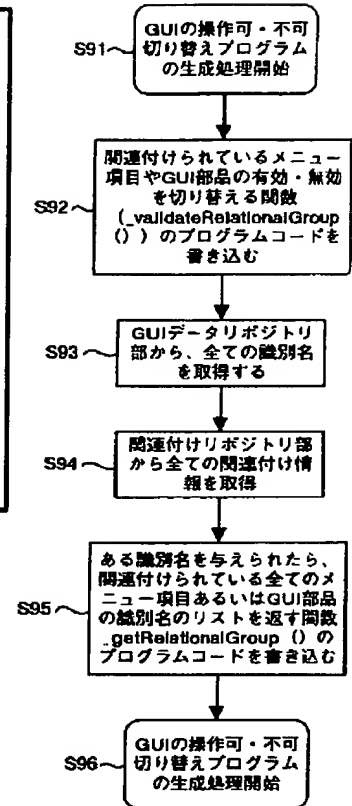 S91
GUIの操作可・不可
切り替えプログラム
の生成処理開始
S92
関連付けられているメニュー
項目やGUI部品の有効・無効
を切り替える関数
(_validateRelationalGroup
()）のプログラムコードを
書き込む
S93
GUIデータリポジトリ
部から、全ての識別名
を取得する
S94
関連付けリポジトリ部
から全ての関連付け情
報を取得
S95
ある識別名を与えられたら、
関連付けられている全てのメ
ニュー項目あるいはGUI部品
の識別名のリストを返す関数
_getRelationalGroup ()の
プログラムコードを書き込む
S96
GUIの操作可・不可
切り替えプログラム
の生成処理開始